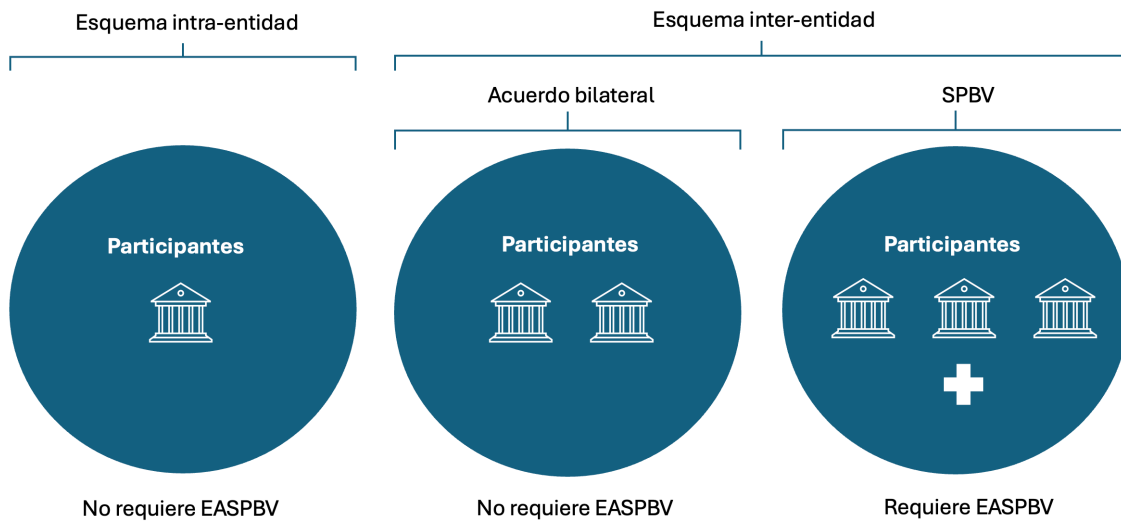 Esquema intra-entidad
Esquema inter-entidad
Acuerdo bilateral
SPBV
Participantes
Participantes
Participantes
No requiere EASPBV
No requiere EASPBV
Requiere EASPBV